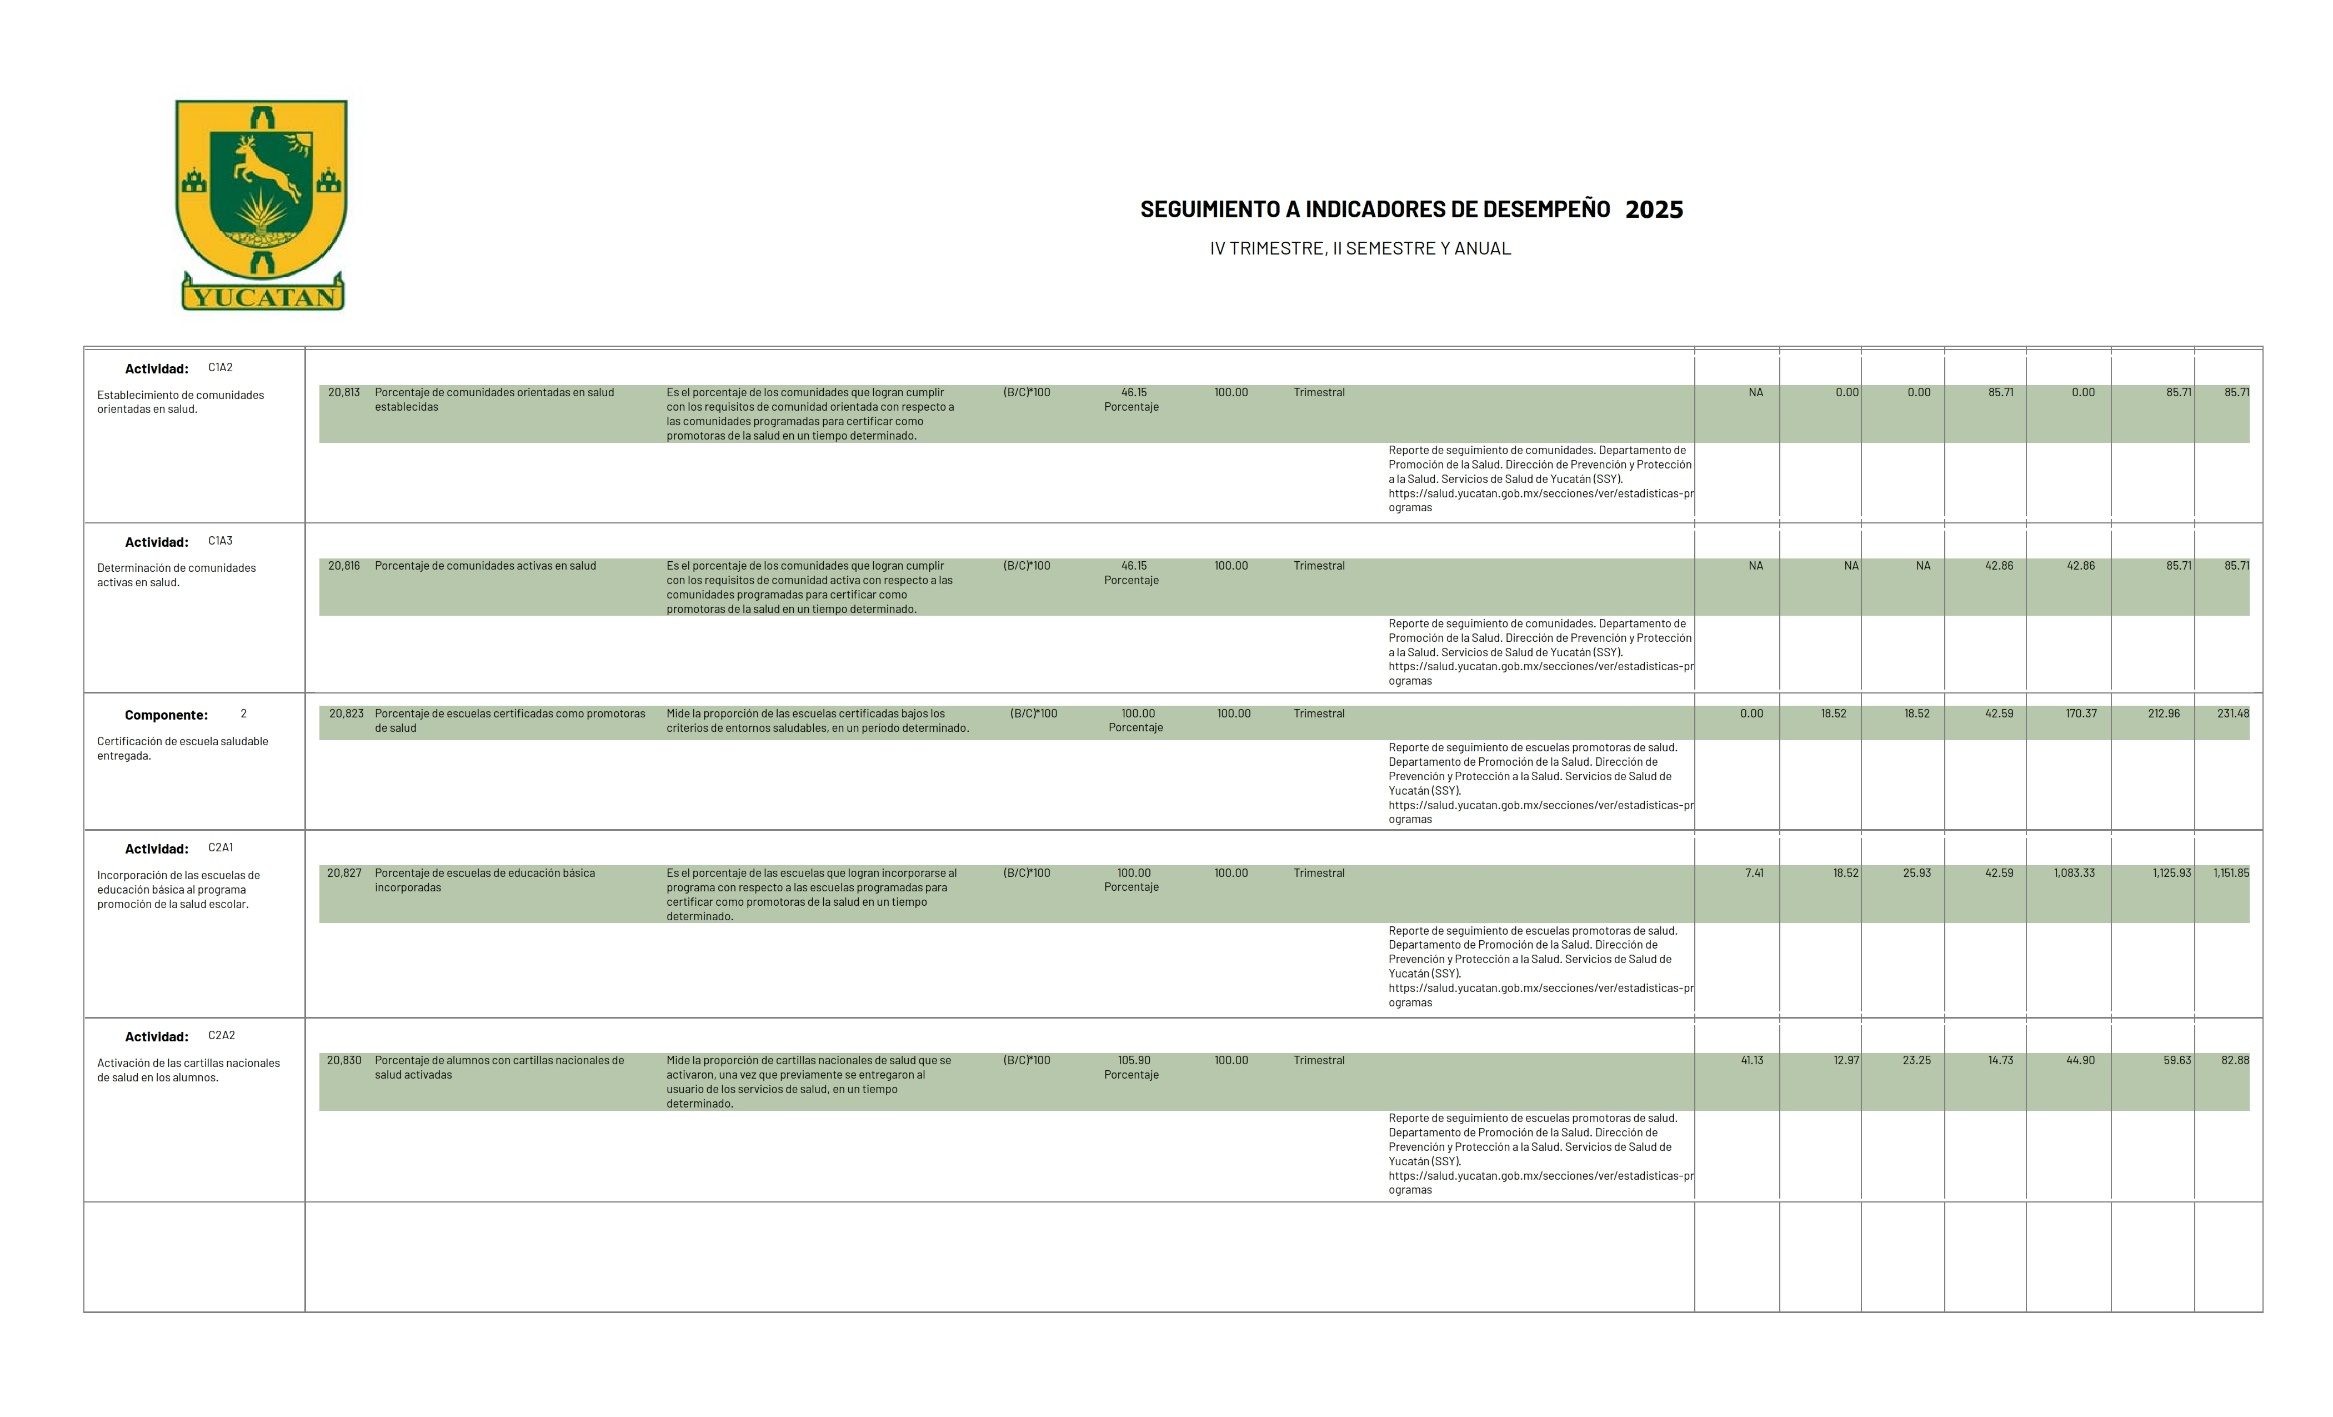 YUCATAN
SEGUIMIENTO A INDICADORES DE DESEMPEÑO 2025
IV TRIMESTRE, II SEMESTRE Y ANUAL
Actividad: C1A2
Establecimiento de comunidades
orientadas en salud.
20,813 Porcentaje de comunidades orientadas en salud Es el porcentaje de los comunidades que logran cumplir (B/C)*100 46.15 100.00 Trimestral NA 0.00 0.00 85.71 0.00 85.71 85.71
establecidas con los requisitos de comunidad orientada con respecto a Porcentaje
las comunidades programadas para certificar como
promotoras de la salud en un tiempo determinado.
Reporte de seguimiento de comunidades. Departamento de
Promoción de la Salud. Dirección de Prevención y Protección
a la Salud. Servicios de Salud de Yucatán (SSY).
https://salud.yucatan.gob.mx/secciones/ver/estadisticas-pr
ogramas
Actividad: C1A3
Determinación de comunidades
activas en salud.
20,816 Porcentaje de comunidades activas en salud Es el porcentaje de las comunidades que logran cumplir (B/C)*100 46.15 100.00 Trimestral NA NA NA 42.86 42.86 85.71 85.71
con los requisitos de comunidad activa con respecto a las Porcentaje
comunidades programadas para certificar como
promotoras de la salud en un tiempo determinado.
Reporte de seguimiento de comunidades. Departamento de
Promoción de la Salud. Dirección de Prevención y Protección
a la Salud. Servicios de Salud de Yucatán (SSY).
https://salud.yucatan.gob.mx/secciones/ver/estadisticas-pr
ogramas
Componente: 2
Certificación de escuela saludable
entregada.
20,823 Porcentaje de escuelas certificadas como promotoras Mide la proporción de las escuelas certificadas bajos los (B/C)*100 100.00 100.00 Trimestral 0.00 18.52 18.52 42.59 170.37 212.96 231.48
de salud criterios de entornos saludables, en un periodo determinado. Porcentaje
Reporte de seguimiento de escuelas promotoras de salud.
Departamento de Promoción de la Salud. Dirección de
Prevención y Protección a la Salud. Servicios de Salud de
Yucatán (SSY).
https://salud.yucatan.gob.mx/secciones/ver/estadisticas-pr
ogramas
Actividad: C2A1
Incorporación de las escuelas de
educación básica al programa
promoción de la salud escolar.
20,827 Porcentaje de escuelas de educación básica Es el porcentaje de las escuelas que logran incorporarse al (B/C)*100 100.00 100.00 Trimestral 7.41 18.52 25.93 42.59 1,083.33 1,125.93 1,151.85
incorporadas programa con respecto a las escuelas programadas para Porcentaje
certificar como promotoras de la salud en un tiempo
determinado.
Reporte de seguimiento de escuelas promotoras de salud.
Departamento de Promoción de la Salud. Dirección de
Prevención y Protección a la Salud. Servicios de Salud de
Yucatán (SSY).
https://salud.yucatan.gob.mx/secciones/ver/estadisticas-pr
ogramas
Actividad: C2A2
Activación de las cartillas nacionales
de salud en los alumnos.
20,830 Porcentaje de alumnos con cartillas nacionales de Mide la proporción de cartillas nacionales de salud que se (B/C)*100 105.90 100.00 Trimestral 41.13 12.97 23.25 14.73 44.90 59.63 82.88
salud activadas activaron, una vez que previamente se entregaron al Porcentaje
usuario de los servicios de salud, en un tiempo
determinado.
Reporte de seguimiento de escuelas promotoras de salud.
Departamento de Promoción de la Salud. Dirección de
Prevención y Protección a la Salud. Servicios de Salud de
Yucatán (SSY).
https://salud.yucatan.gob.mx/secciones/ver/estadisticas-pr
ogramas